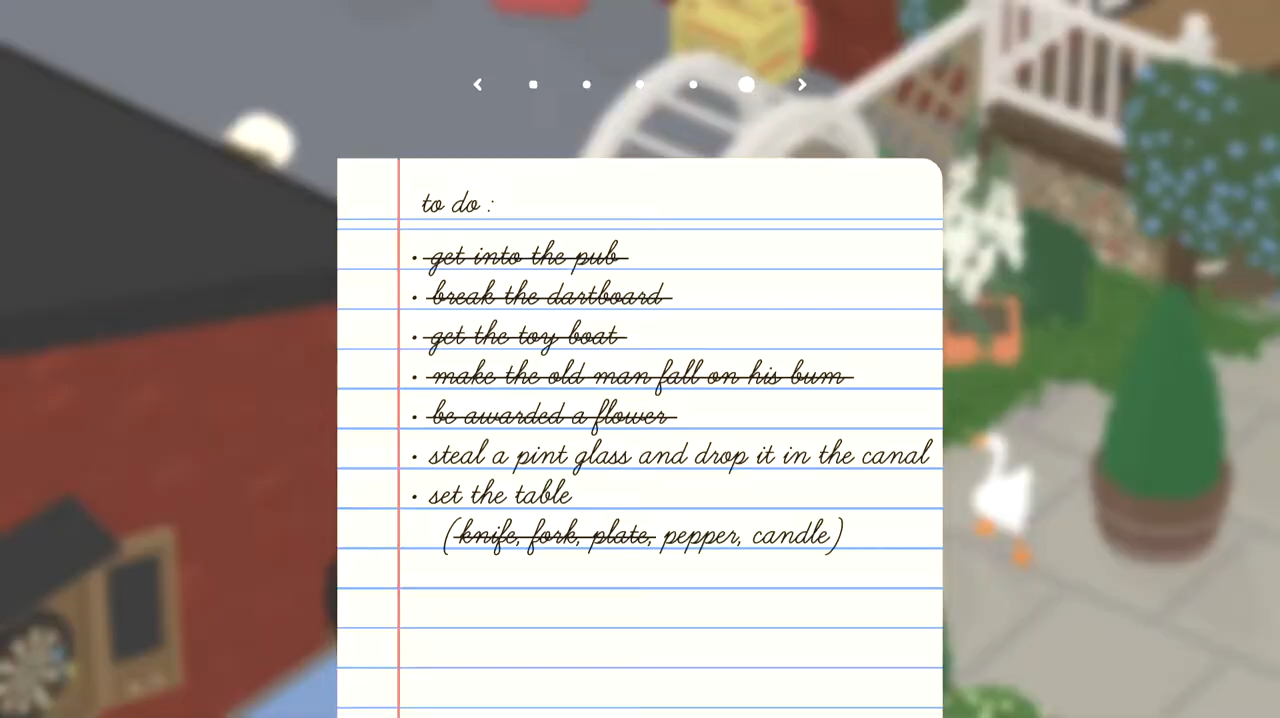 to do :
• get into the pub
• break the dartboard
• get the toy boat
• make the old man fall on his bum
• be awarded a flower
• steal a pint glass and drop it in the canal
• set the table
(knife, fork, plate, pepper, candle)